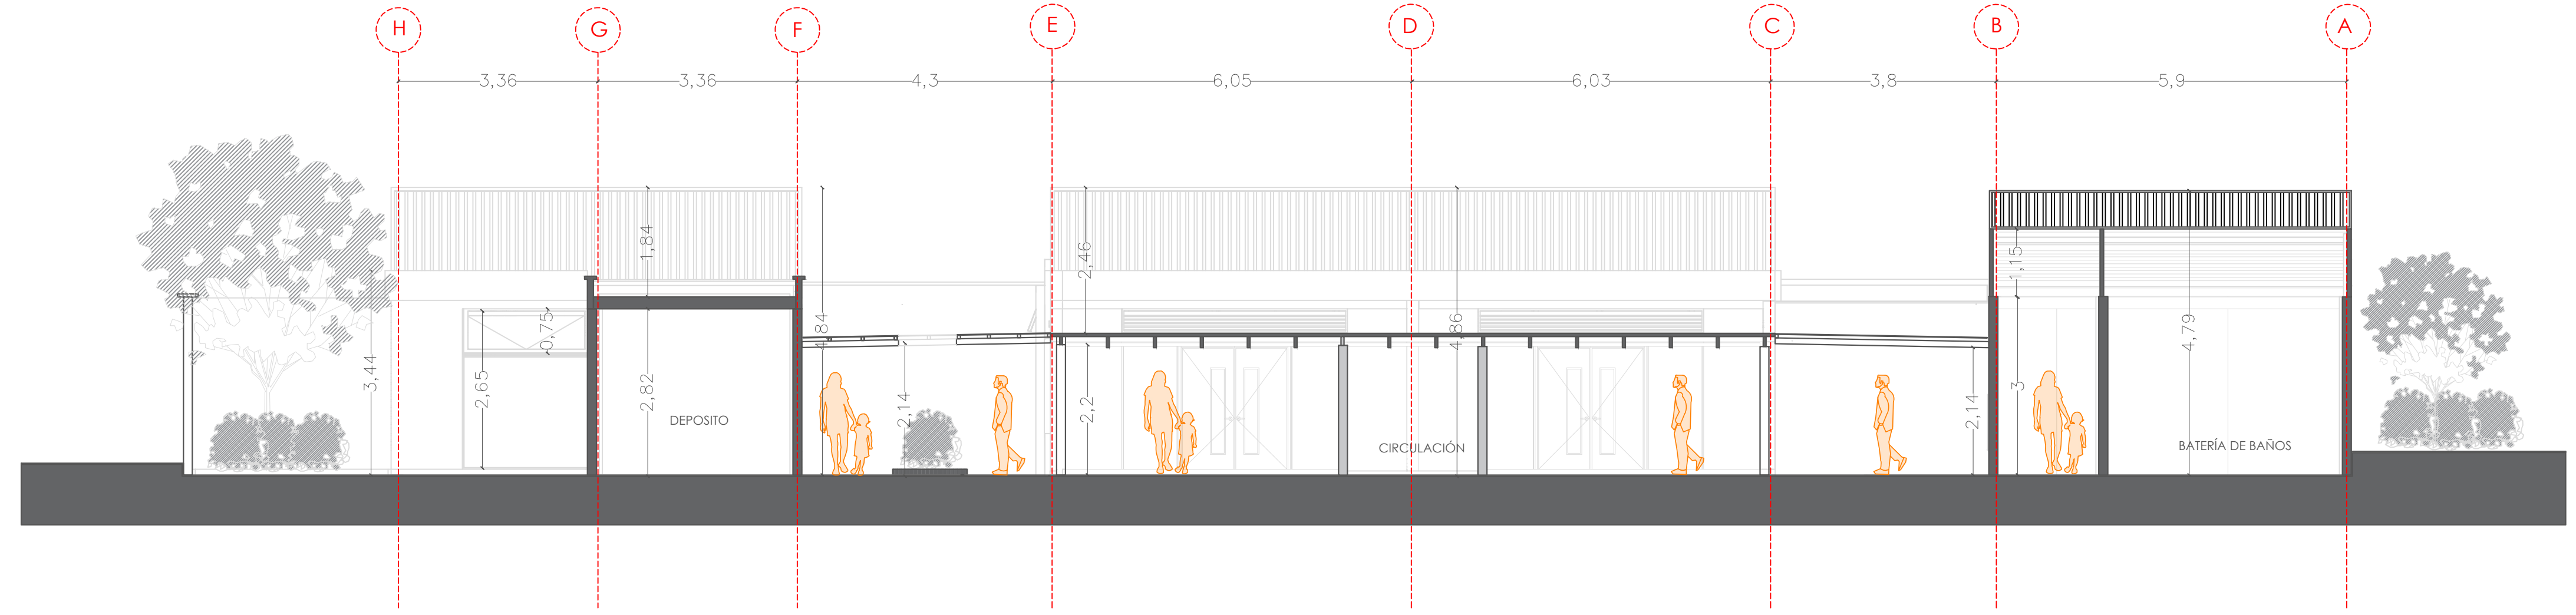 H G F E D C B A
3,36 3,36 4,3 6,05 6,03 3,8 5,9
1,84
2,46
1,15
0,75
4,84
4,86
4,79
3,44
2,65
2,82
2,14
2,2
2,14
3
DEPOSITO
CIRCULACIÓN
BATERÍA DE BAÑOS